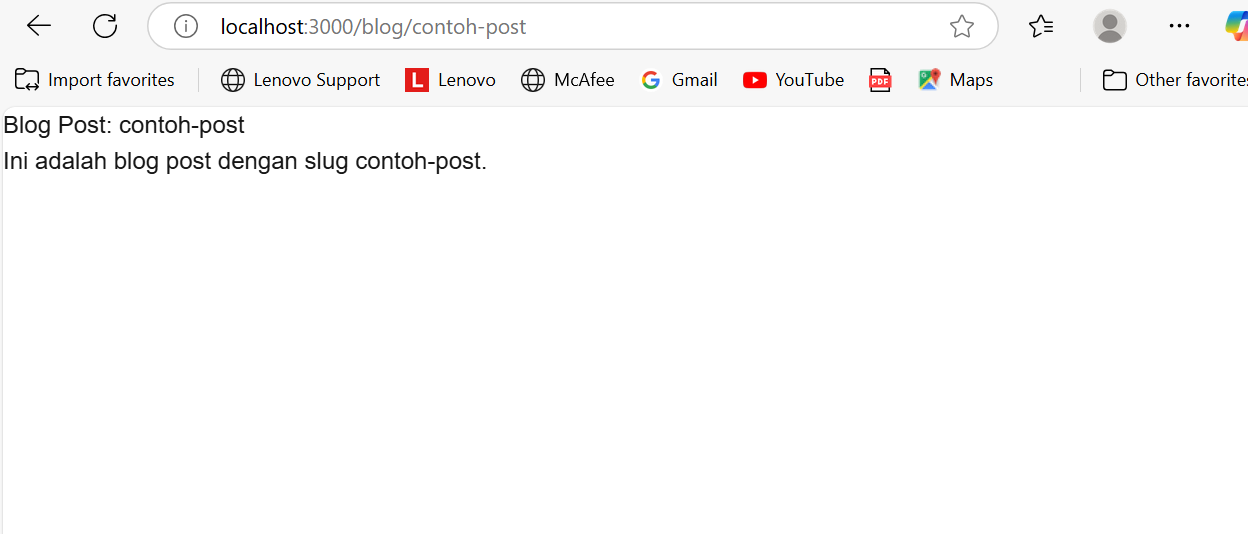 localhost:3000/blog/contoh-post
Import favorites Lenovo Support L Lenovo McAfee G Gmail YouTube PDF Maps Other favorites
Blog Post: contoh-post
Ini adalah blog post dengan slug contoh-post.